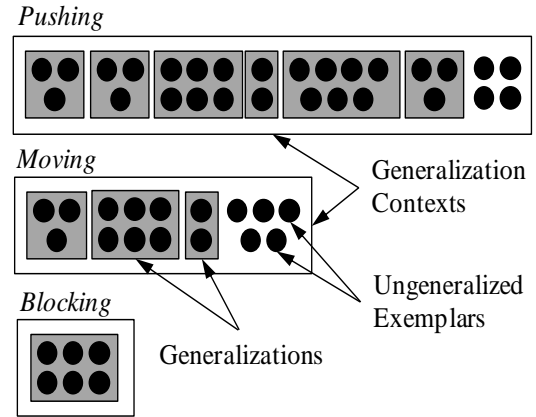 Pushing
Moving
Generalization
Contexts
Ungeneralized
Exemplars
Blocking
Generalizations